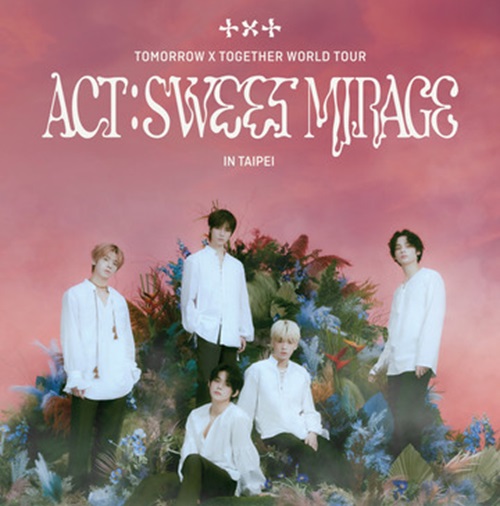 +×+
TOMORROW X TOGETHER WORLD TOUR
ACT : SWEET MIRAGE
IN TAIPEI